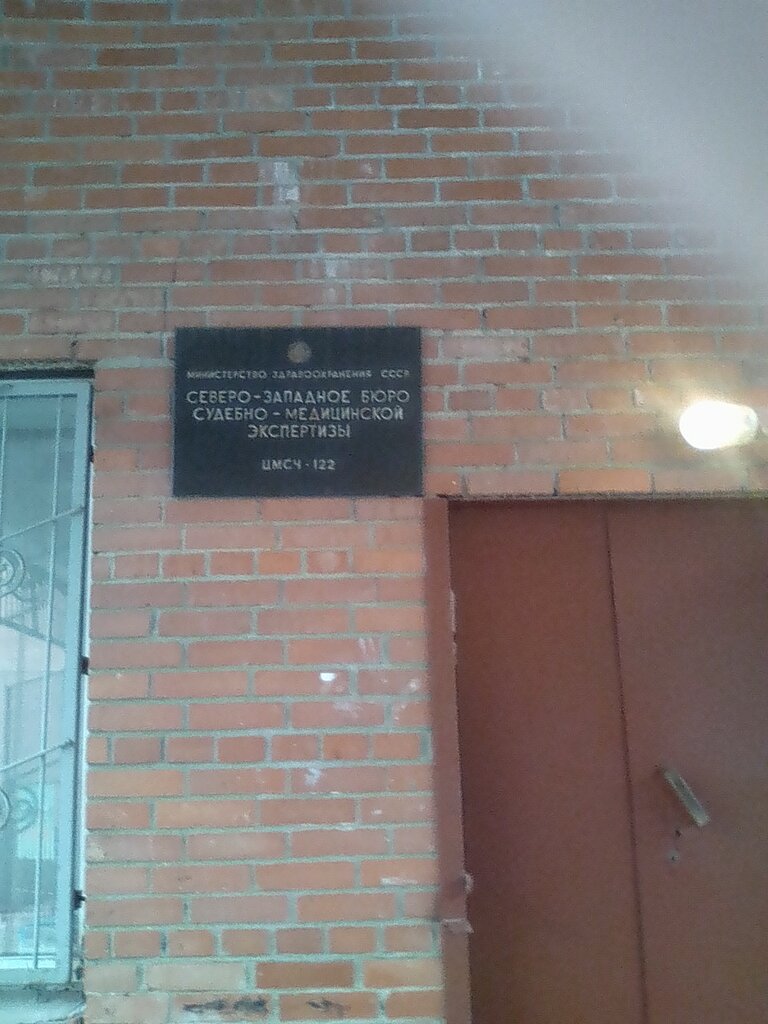 МИНИСТЕРСТВО ЗДРАВООХРАНЕНИЯ СССР
СЕВЕРО-ЗАПАДНОЕ БЮРО
СУДЕБНО - МЕДИЦИНСКОЙ
ЭКСПЕРТИЗЫ
ЦМСЧ - 122